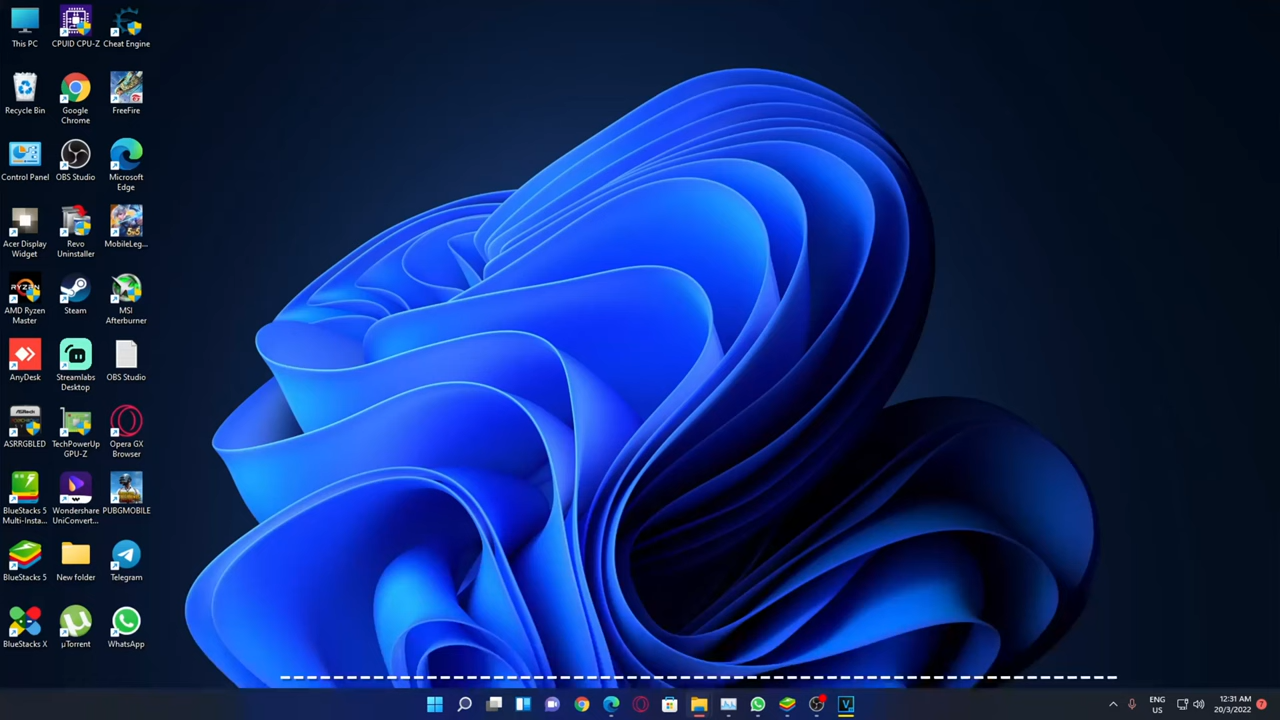 This PC
CPUID CPU-Z
Cheat Engine
Recycle Bin
Google
Chrome
FreeFire
Control Panel
OBS Studio
Microsoft
Edge
Acer Display
Widget
Revo
Uninstaller
MobileLeg...
AMD Ryzen
Master
Steam
MSI
Afterburner
AnyDesk
Streamlabs
Desktop
OBS Studio
ASRRGBLED
TechPowerUp
GPU-Z
Opera GX
Browser
BlueStacks 5
Multi-Insta...
Wondershare
UniConvert...
PUBGMOBILE
BlueStacks 5
New folder
Telegram
BlueStacks X
µTorrent
WhatsApp
ENG
US
12:31 AM
20/3/2022